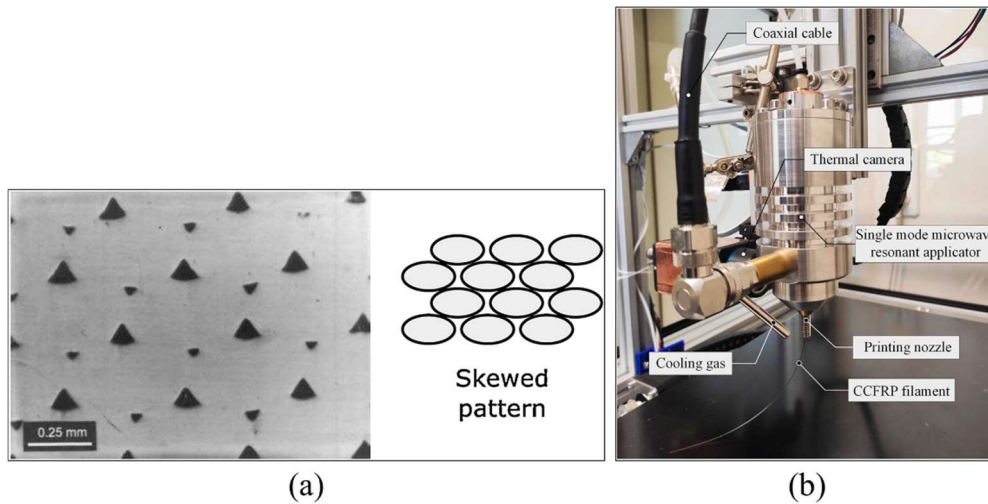 0.25 mm
Skewed
pattern
(a)
Coaxial cable
Thermal camera
Single mode microwave
resonant applicator
Cooling gas
Printing nozzle
CCFRP filament
(b)